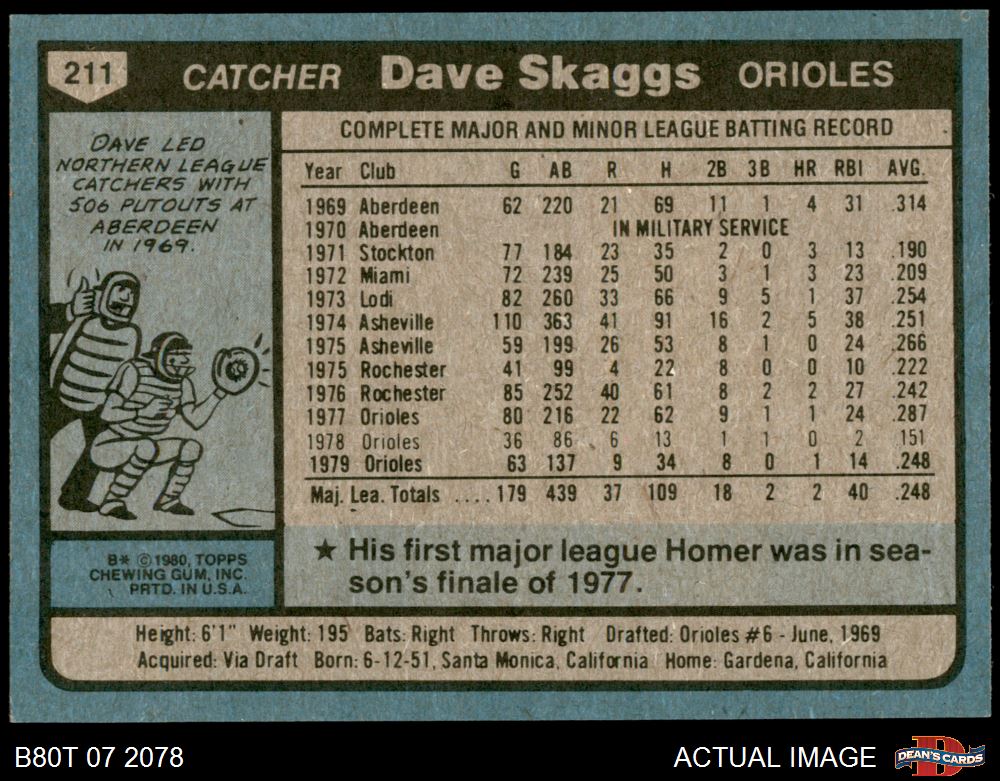 211 CATCHER Dave Skaggs ORIOLES
DAVE LED
NORTHERN LEAGUE
CATCHERS WITH
506 PUTOUTS AT
ABERDEEN
IN 1969.
COMPLETE MAJOR AND MINOR LEAGUE BATTING RECORD
Year Club G AB R H 2B 3B HR RBI AVG.
1969 Aberdeen 62 220 21 69 11 1 4 31 .314
1970 Aberdeen IN MILITARY SERVICE
1971 Stockton 77 184 23 35 2 0 3 13 .190
1972 Miami 72 239 25 50 3 1 3 23 .209
1973 Lodi 82 260 33 66 9 5 1 37 .254
1974 Asheville 110 363 41 91 16 2 5 38 .251
1975 Asheville 59 199 26 53 8 1 0 24 .266
1975 Rochester 41 99 4 22 8 0 0 10 .222
1976 Rochester 85 252 40 61 8 2 2 27 .242
1977 Orioles 80 216 22 62 9 1 1 24 .287
1978 Orioles 36 86 6 13 1 1 0 2 .151
1979 Orioles 63 137 9 34 8 0 1 14 .248
Maj. Lea. Totals .... 179 439 37 109 18 2 2 40 .248
★ His first major league Homer was in sea-
son's finale of 1977.
B* ©1980, TOPPS
CHEWING GUM, INC.
PRTD. IN U.S.A.
Height: 6'1" Weight: 195 Bats: Right Throws: Right Drafted: Orioles #6 - June, 1969
Acquired: Via Draft Born: 6-12-51, Santa Monica, California Home: Gardena, California
B80T 07 2078 ACTUAL IMAGE DEAN'S CARDS